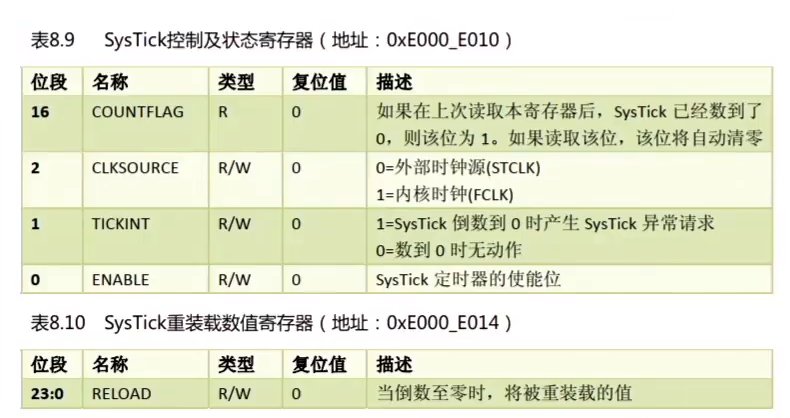 表8.9 SysTick控制及状态寄存器（地址：0xE000_E010）
位段 名称 类型 复位值 描述
16 COUNTFLAG R 0 如果在上次读取本寄存器后，SysTick 已经数到了
0，则该位为 1。如果读取该位，该位将自动清零
2 CLKSOURCE R/W 0 0=外部时钟源(STCLK)
1=内核时钟(FCLK)
1 TICKINT R/W 0 1=SysTick 倒数到 0 时产生 SysTick 异常请求
0=数到 0 时无动作
0 ENABLE R/W 0 SysTick 定时器的使能位
表8.10 SysTick重装载数值寄存器（地址：0xE000_E014）
位段 名称 类型 复位值 描述
23:0 RELOAD R/W 0 当倒数至零时，将被重装载的值